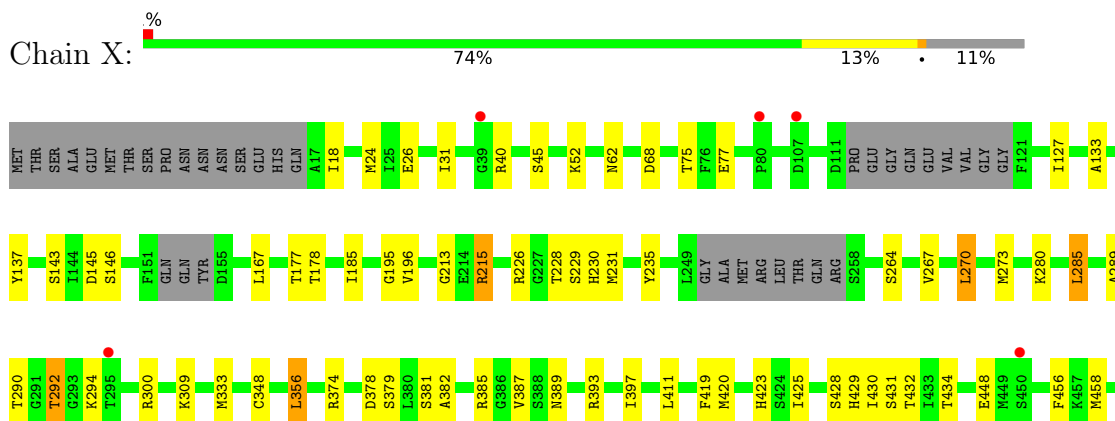 .%
Chain X:
74% 13% . 11%
MET THR SER ALA GLU MET THR SER PRO ASN ASN ASN SER GLU HIS GLN A17 I18 M24 I25 E26 I31 G39 R40 S45 K52 N62 D68 T75 F76 E77 P80 D107 D111 PRO GLU GLY GLN GLU VAL VAL GLY GLY F121 I127 A133
Y137 S143 I144 D145 S146 F151 GLN GLN TYR D155 L167 T177 T178 I185 G195 V196 G213 E214 R215 R226 G227 T228 S229 H230 M231 Y235 L249 GLY ALA MET ARG LEU THR GLN ARG S258 S264 V267 L270 M273 K280 L285 A289
T290 G291 T292 G293 K294 T295 R300 K309 M333 C348 L356 R374 D378 S379 L380 S381 A382 R385 G386 V387 S388 N389 R393 I397 L411 F419 M420 H423 S424 I425 S428 H429 I430 S431 T432 I433 T434 E448 M449 S450 F456 K457 M458